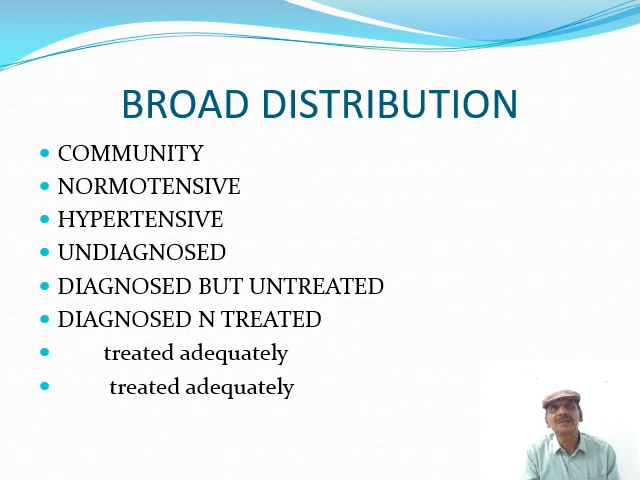 BROAD DISTRIBUTION
COMMUNITY
NORMOTENSIVE
HYPERTENSIVE
UNDIAGNOSED
DIAGNOSED BUT UNTREATED
DIAGNOSED N TREATED
treated adequately
treated adequately